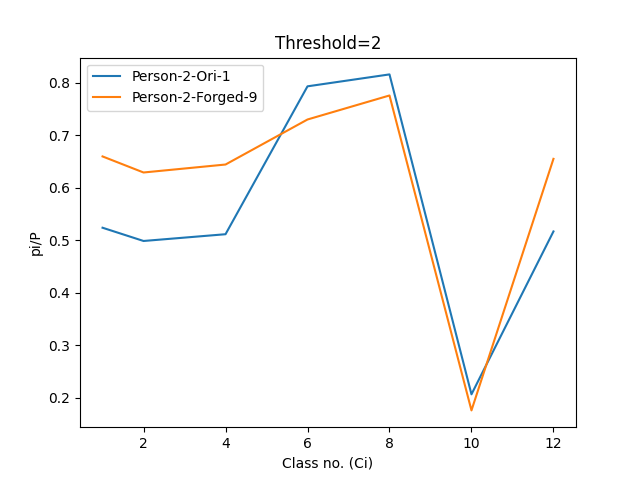 Threshold=2
Person-2-Ori-1
Person-2-Forged-9
0.8
0.7
0.6
0.5
0.4
0.3
0.2
pi/P
2 4 6 8 10 12
Class no. (Ci)